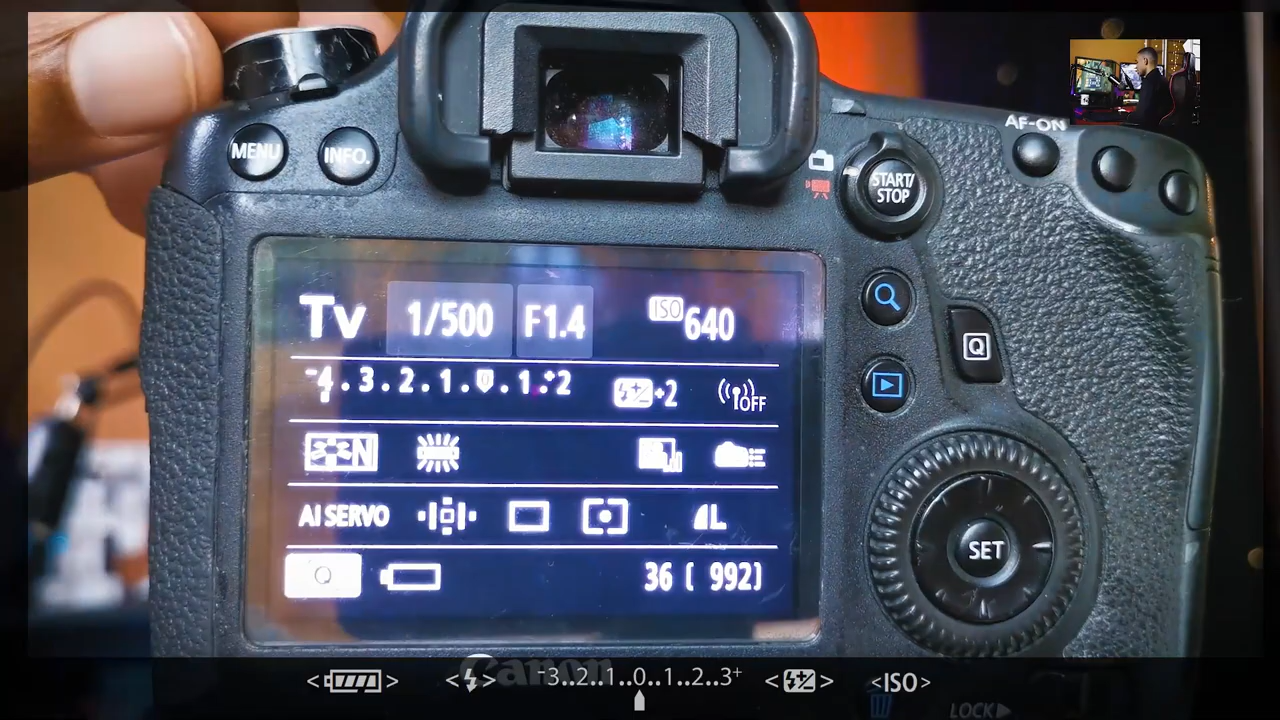 AF-ON
MENU INFO. START/
STOP
Tv 1/500 F1.4 ISO 640
-4.3.2.1.0.1.+2 +2 OFF
N
AI SERVO L
Q
SET
Q 36 [ 992]
Canon
<> <> -3..2..1..0..1..2..3+ <> <ISO>
LOCK▶